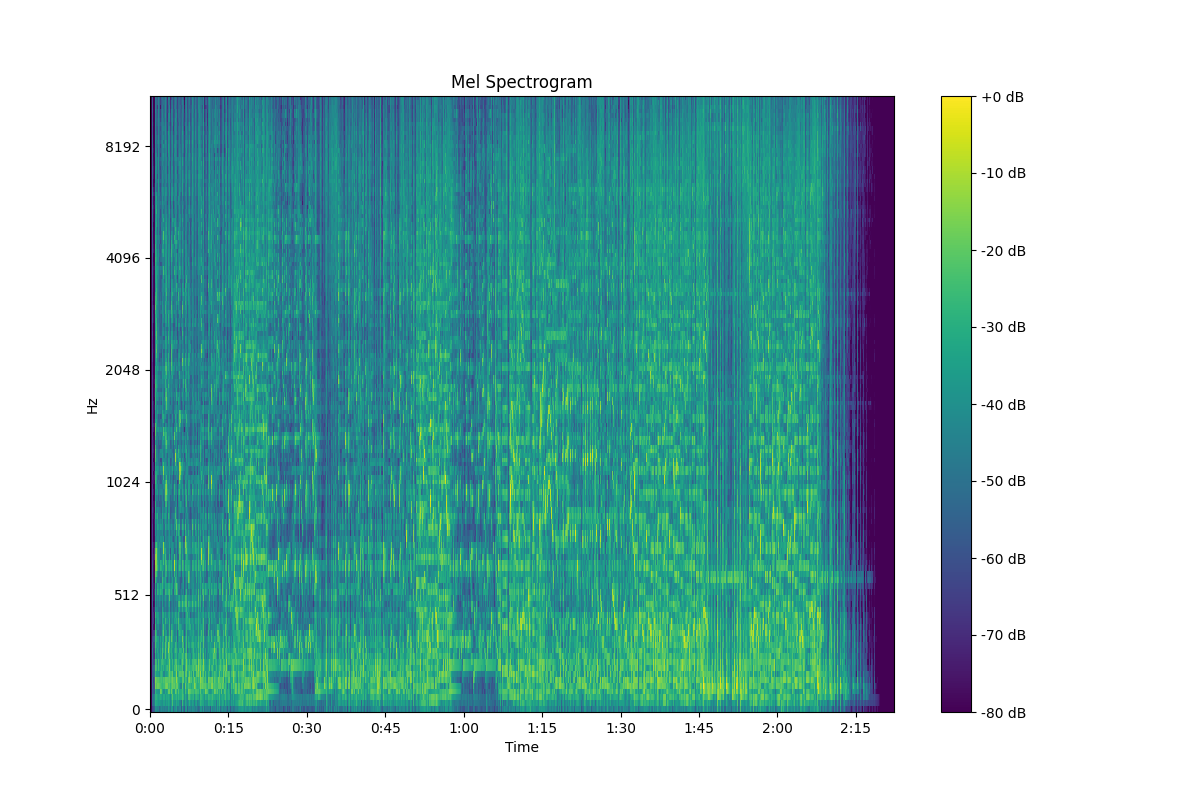 Mel Spectrogram
+0 dB
8192
-10 dB
-20 dB
4096
-30 dB
2048
-40 dB
Hz
1024
-50 dB
-60 dB
512
-70 dB
0
-80 dB
0:00 0:15 0:30 0:45 1:00 1:15 1:30 1:45 2:00 2:15
Time